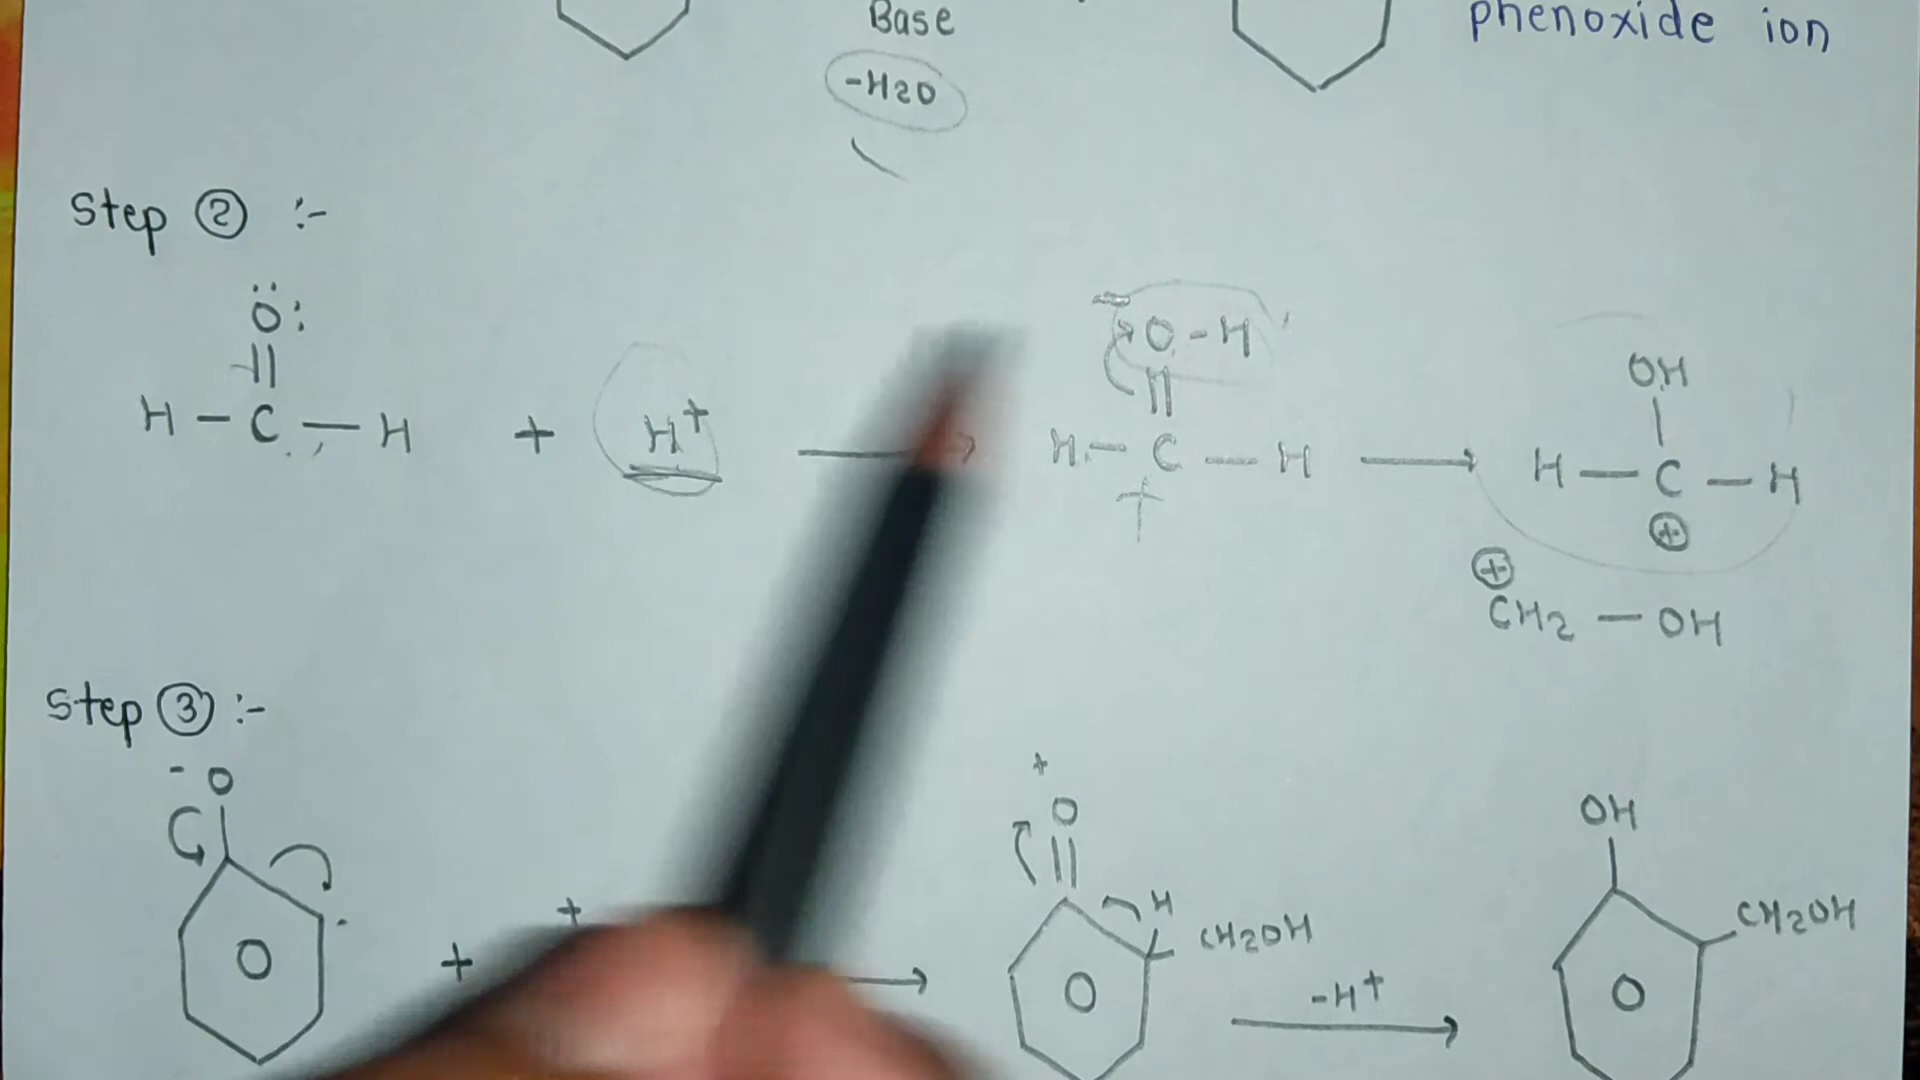 Base
phenoxide ion
-H2O
Step ② :-
Ö:
H - C - H + H+
O-H
H - C - H
+
OH
H - C - H
⊕
⊕
CH2 - OH
Step ③ :-
- O
O
+
+
+
O
H
CH2OH
O
-H+
OH
CH2OH
O